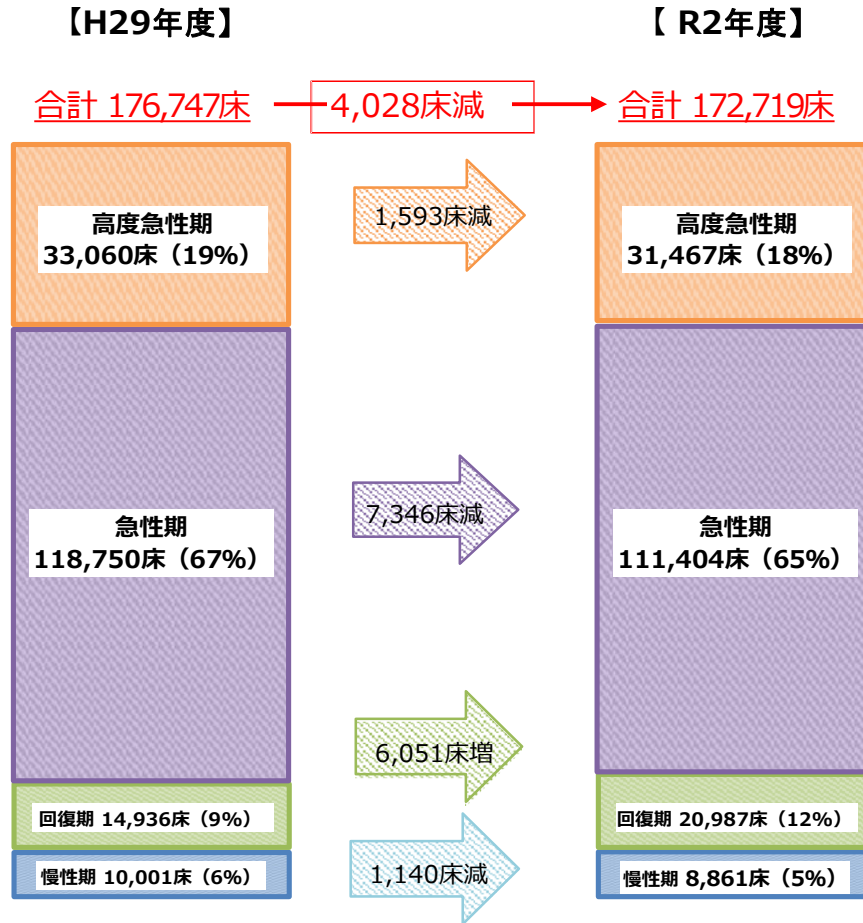 【H29年度】
【 R2年度】
合計 176,747床
4,028床減
合計 172,719床
高度急性期
33,060床（19%）
1,593床減
高度急性期
31,467床（18%）
急性期
118,750床（67%）
7,346床減
急性期
111,404床（65%）
6,051床増
回復期 14,936床（9%）
回復期 20,987床（12%）
慢性期 10,001床（6%）
1,140床減
慢性期 8,861床（5%）